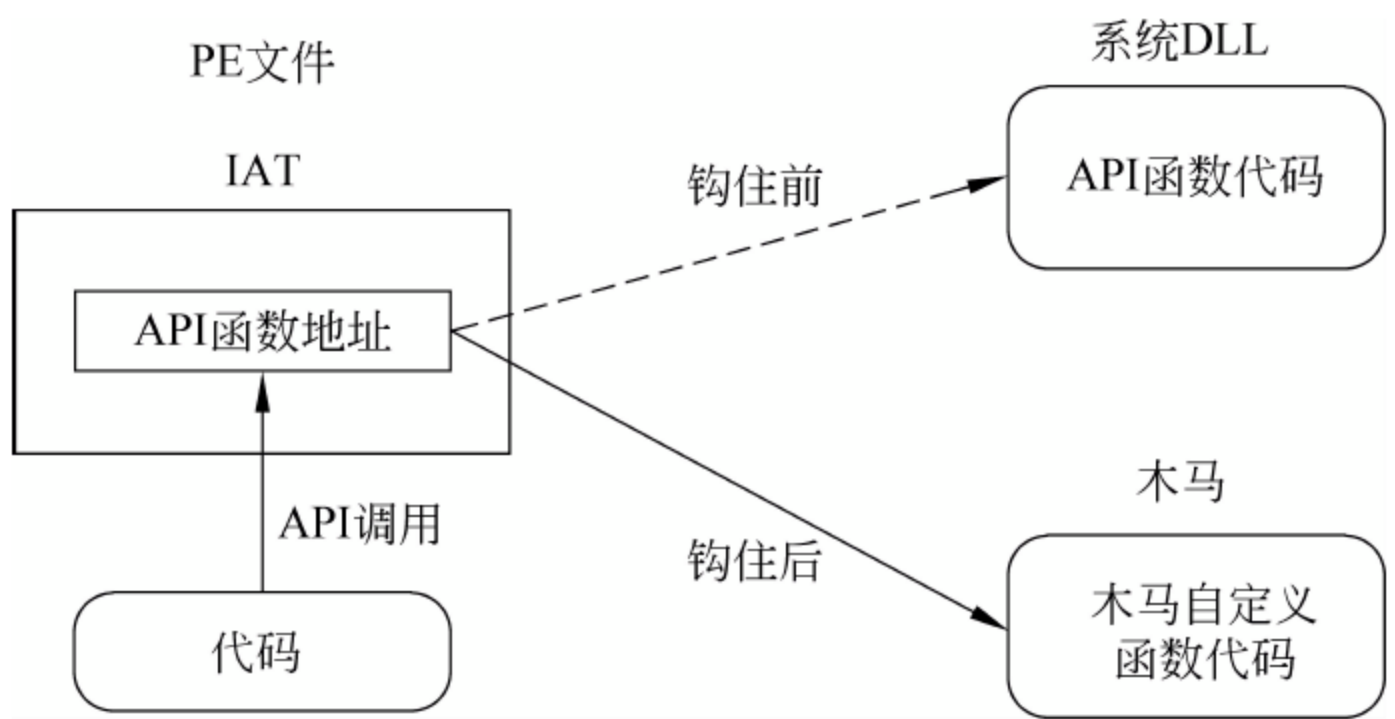 PE文件
系统DLL
IAT
钩住前
API函数代码
API函数地址
API调用
木马
钩住后
代码
木马自定义
函数代码